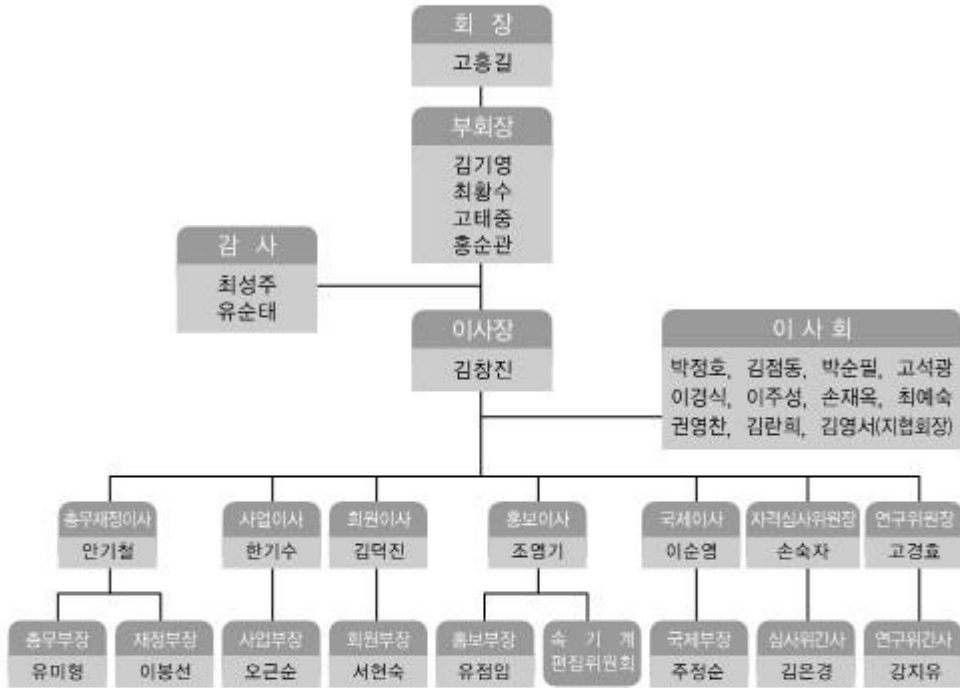 회 장
고흥길
부회장
김기영
최황수
고태중
홍순관
감 사
최성주
유순태
이사장
김창진
이 사 회
박정호, 김점동, 박순필, 고석광
이경식, 이주성, 손재옥, 최예숙
권영찬, 김란희, 김영서(지협회장)
총무재정이사
안기철
사업이사
한기수
회원이사
김덕진
홍보이사
조명기
국제이사
이순영
자격심사위원장
손숙자
연구위원장
고경효
총무부장
유미형
재정부장
이봉선
사업부장
오근순
회원부장
서현숙
홍보부장
유점임
속 기 계
편집위원회
국제부장
주정순
심사위간사
김은경
연구위간사
강지유